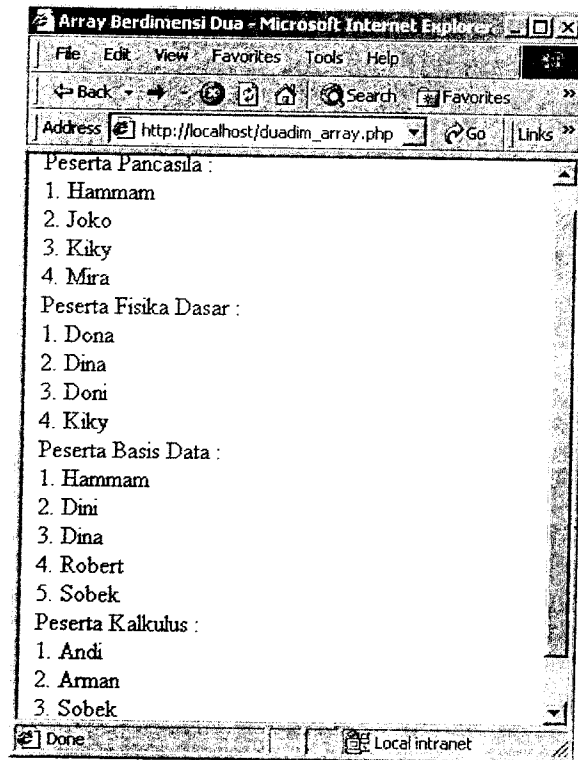 Array Berdimensi Dua - Microsoft Internet Explorer
File Edit View Favorites Tools Help
Back Search Favorites »
Address http://localhost/duadim_array.php Go Links »
Peserta Pancasila :
1. Hammam
2. Joko
3. Kiky
4. Mira
Peserta Fisika Dasar :
1. Dona
2. Dina
3. Doni
4. Kiky
Peserta Basis Data :
1. Hammam
2. Dini
3. Dina
4. Robert
5. Sobek
Peserta Kalkulus :
1. Andi
2. Arman
3. Sobek
Done Local intranet